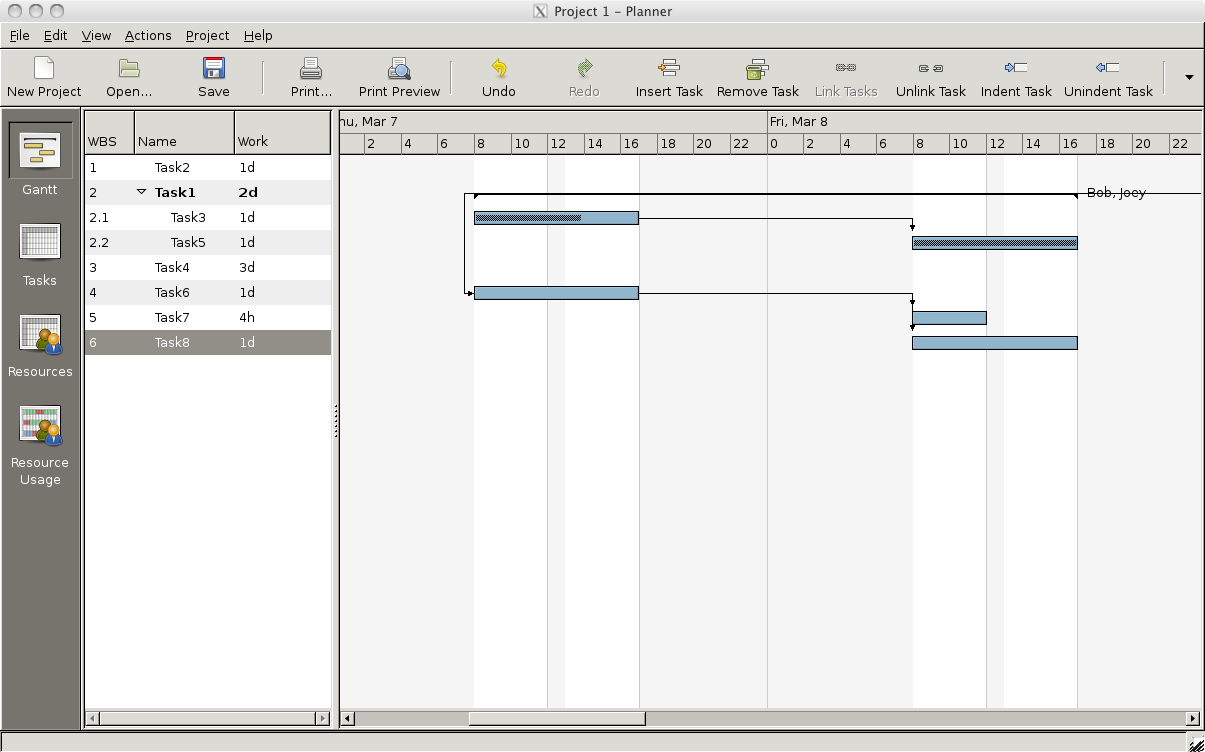 Project 1 – Planner
File Edit View Actions Project Help
New Project Open... Save Print... Print Preview Undo Redo Insert Task Remove Task Link Tasks Unlink Task Indent Task Unindent Task
Gantt
Tasks
Resources
Resource
Usage
WBS Name Work
1 Task2 1d
2 Task1 2d
2.1 Task3 1d
2.2 Task5 1d
3 Task4 3d
4 Task6 1d
5 Task7 4h
6 Task8 1d
hu, Mar 7 Fri, Mar 8
2 4 6 8 10 12 14 16 18 20 22 0 2 4 6 8 10 12 14 16 18 20 22
Bob, Joey